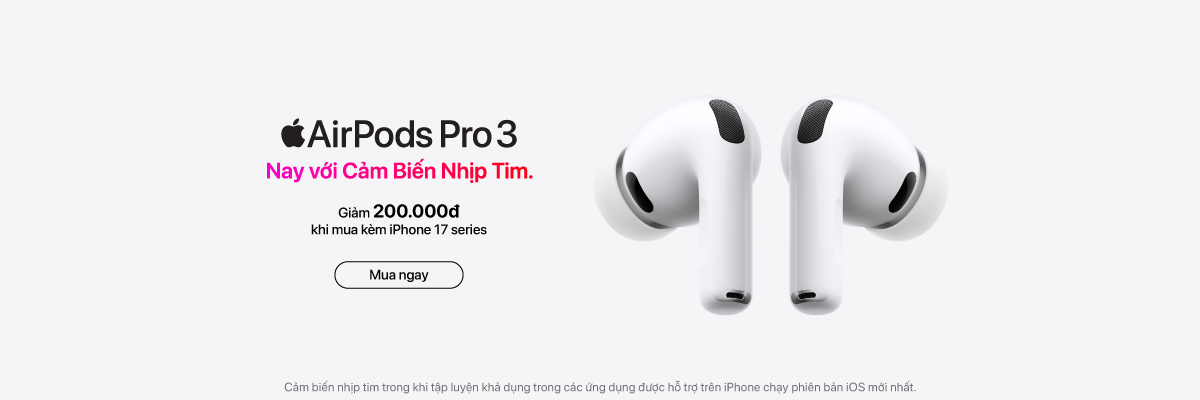 AirPods Pro 3
Nay với Cảm Biến Nhịp Tim.
Giảm 200.000đ
khi mua kèm iPhone 17 series
Mua ngay
Cảm biến nhịp tim trong khi tập luyện khả dụng trong các ứng dụng được hỗ trợ trên iPhone chạy phiên bản iOS mới nhất.